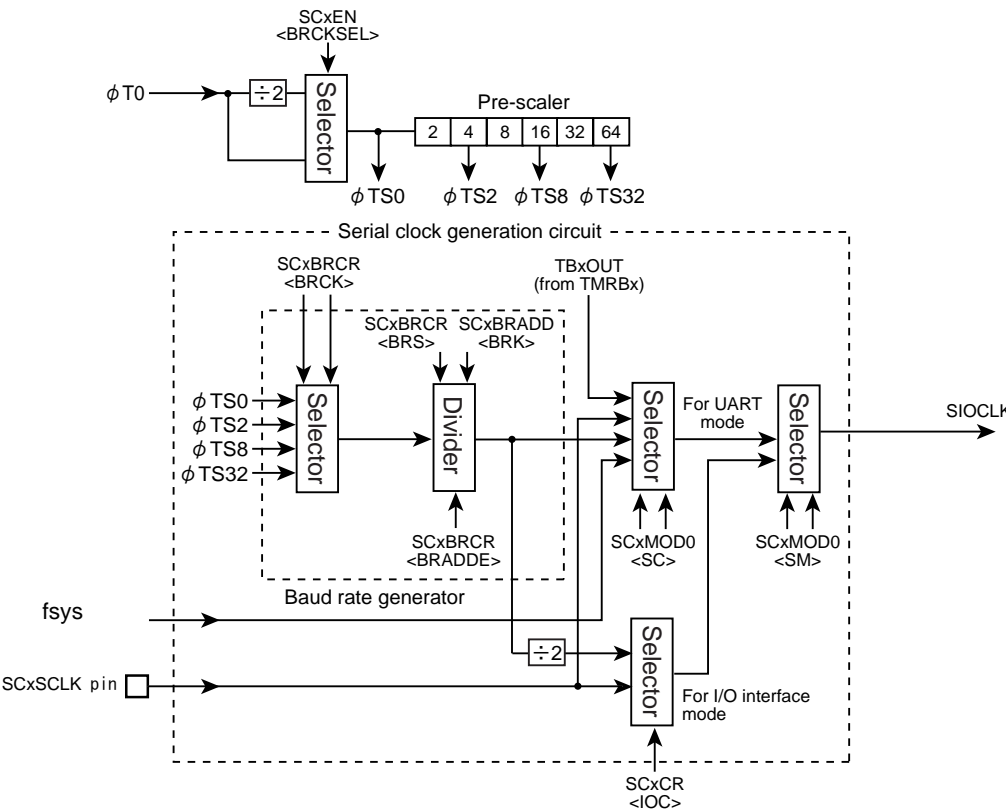 SCxEN
<BRCKSEL>
ϕT0
÷2
Selector
Pre-scaler
2 4 8 16 32 64
ϕTS0 ϕTS2 ϕTS8 ϕTS32
Serial clock generation circuit
SCxBRCR
<BRCK>
TBxOUT
(from TMRBx)
SCxBRCR
<BRS>
SCxBRADD
<BRK>
ϕTS0
ϕTS2
ϕTS8
ϕTS32
Selector
Divider
Selector
For UART
mode
Selector
SIOCLK
SCxBRCR
<BRADDE>
SCxMOD0
<SC>
SCxMOD0
<SM>
Baud rate generator
fsys
÷2
Selector
SCxSCLK pin
For I/O interface
mode
SCxCR
<IOC>